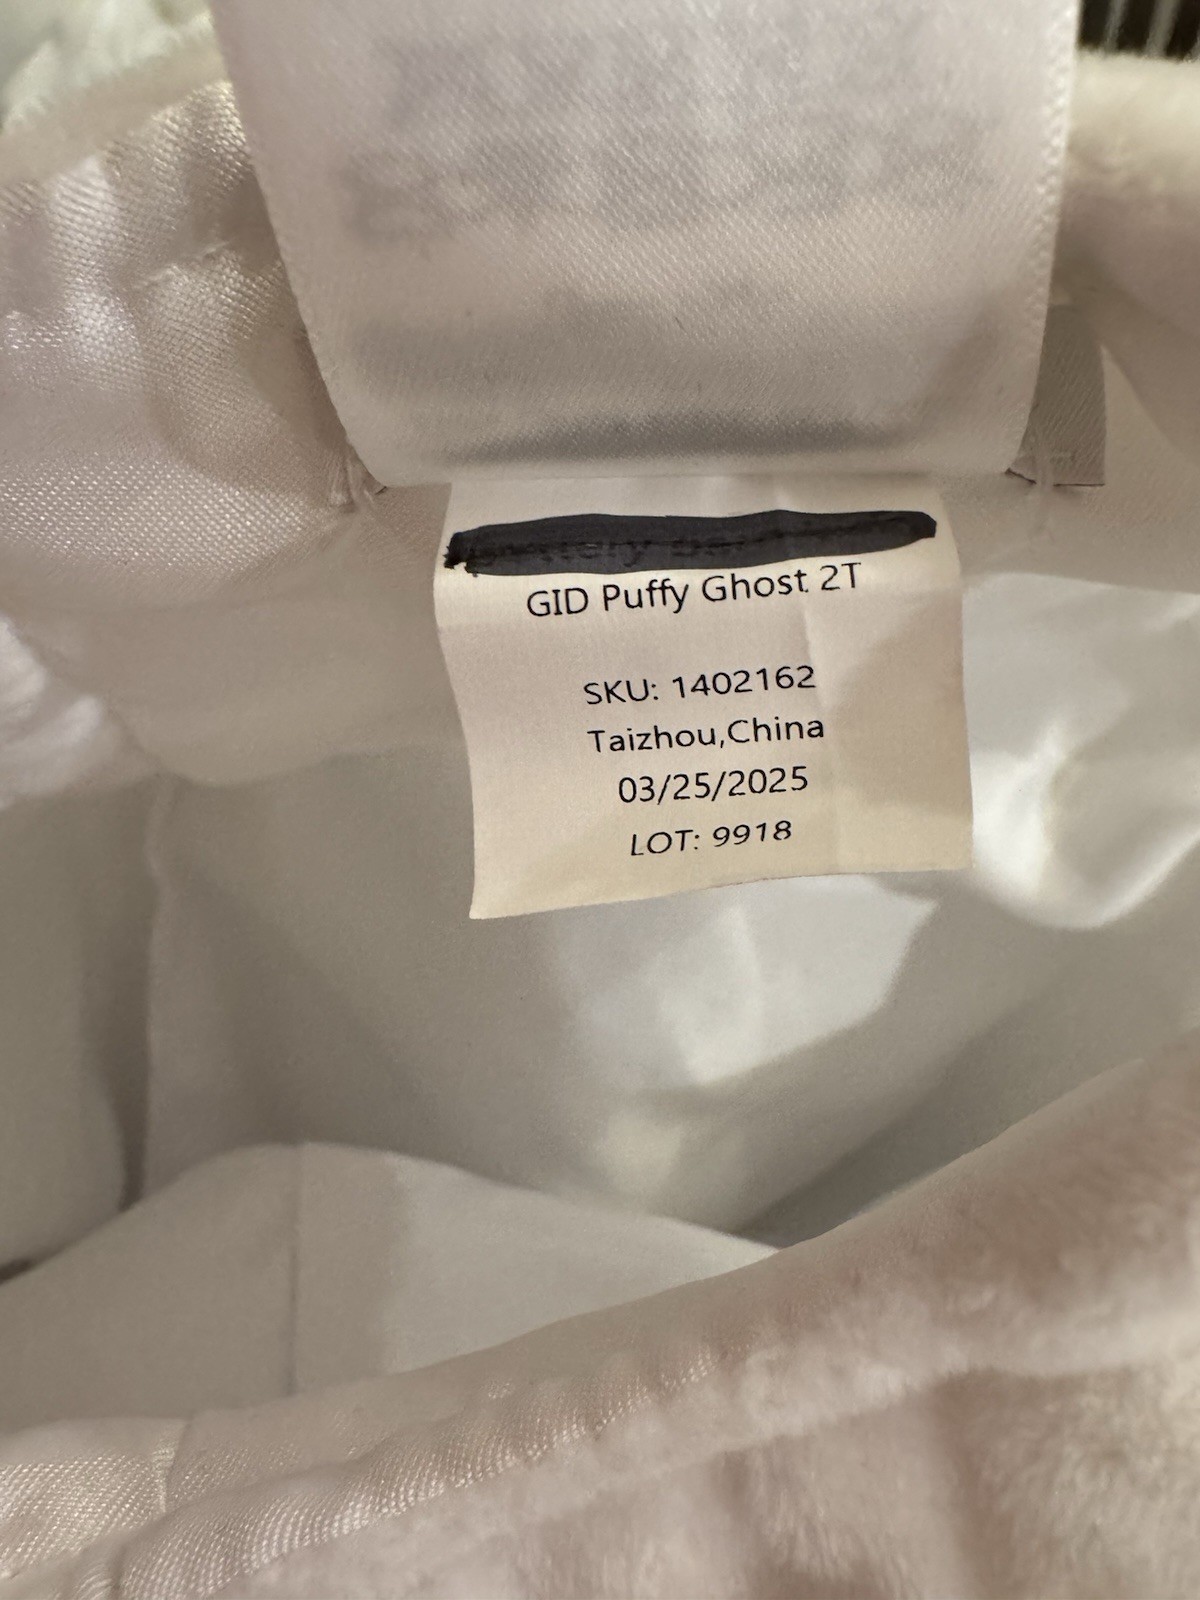 GID Puffy Ghost 2T
SKU: 1402162
Taizhou,China
03/25/2025
LOT: 9918